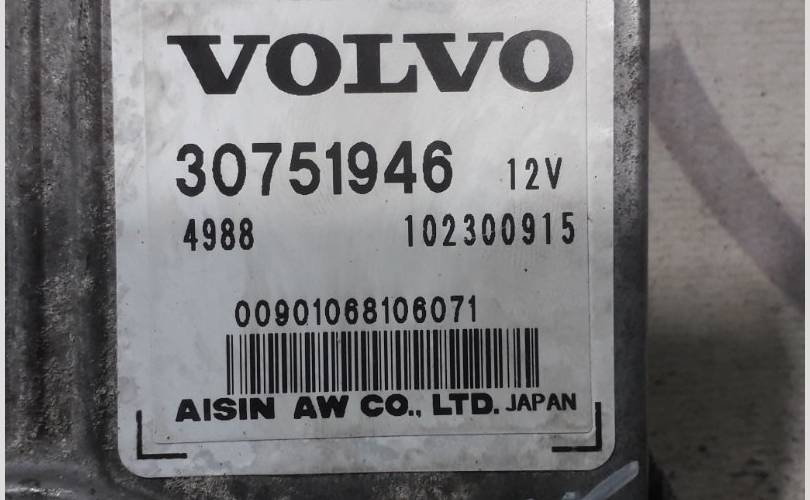 VOLVO
30751946 12V
4988 102300915
00901068106071
AISIN AW CO., LTD. JAPAN